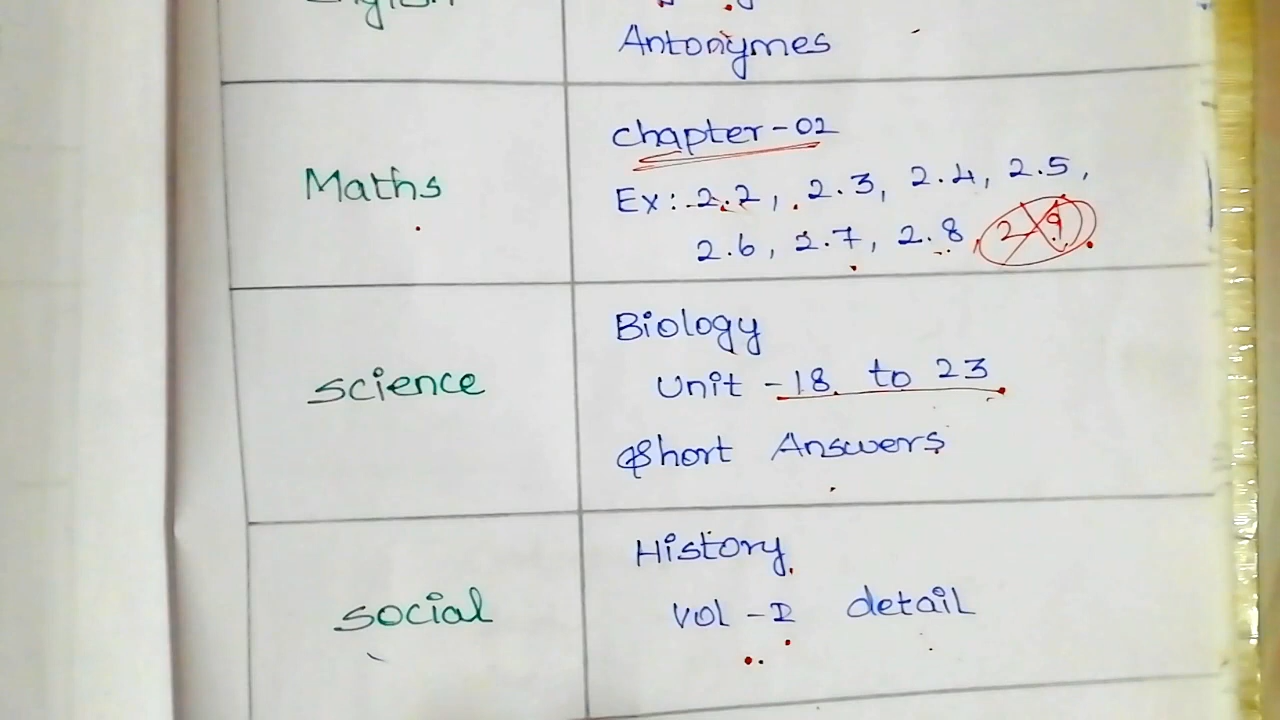 English
Antonymes
Maths
Chapter-02
Ex: 2.2, 2.3, 2.4, 2.5,
2.6, 2.7, 2.8, 2.9
Science
Biology
Unit - 18 to 23
Short Answers
Social
History
Vol - I detail